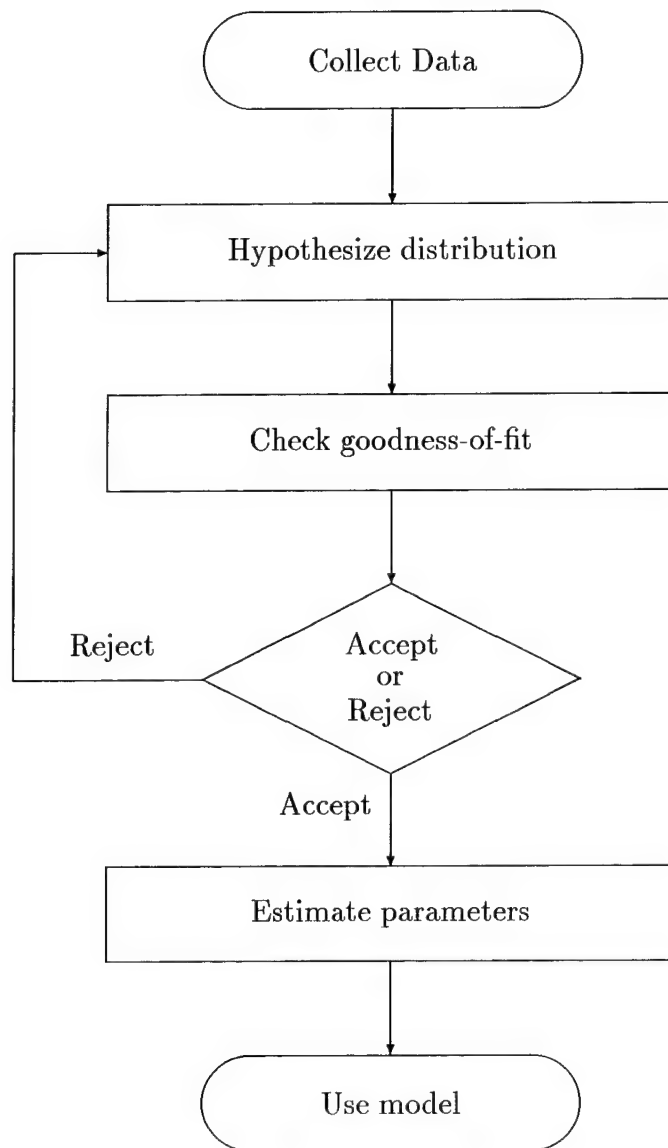 Collect Data
Hypothesize distribution
Check goodness-of-fit
Reject
Accept
or
Reject
Accept
Estimate parameters
Use model